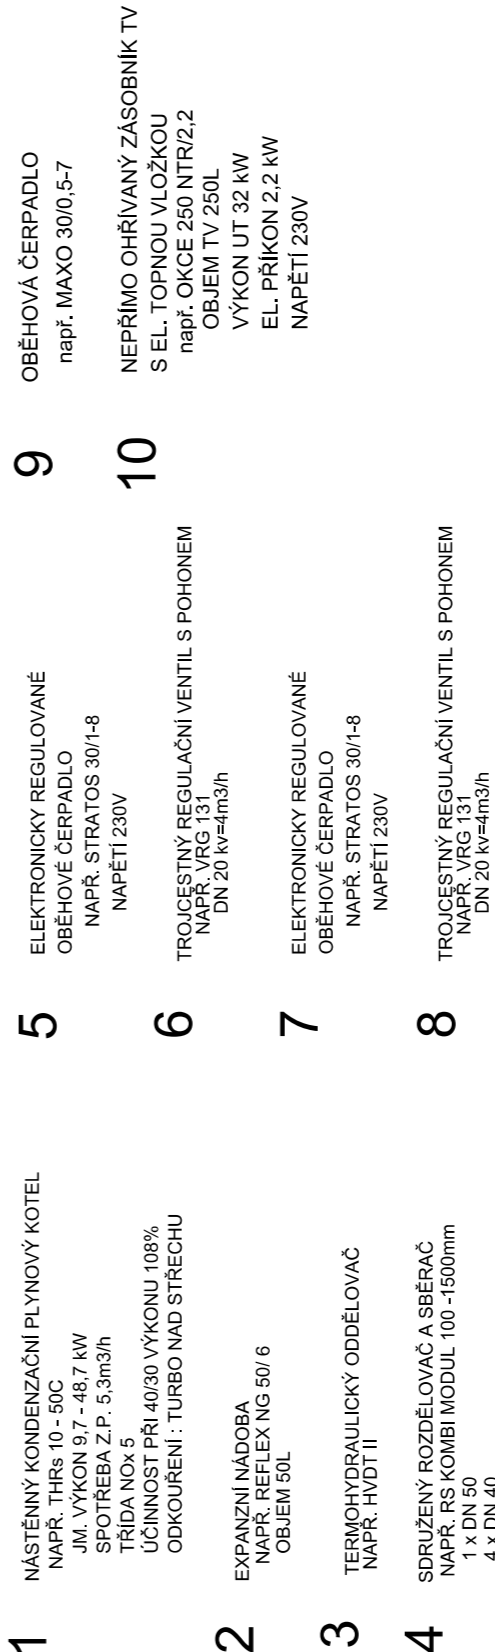 1
NÁSTĚNNÝ KONDENZAČNÍ PLYNOVÝ KOTEL
NAPŘ. THRs 10 - 50C
JM. VÝKON 9,7 - 48,7 kW
SPOTŘEBA Z.P. 5,3m3/h
TŘÍDA NOx 5
ÚČINNOST PŘI 40/30 VÝKONU 108%
ODKOUŘENÍ : TURBO NAD STŘECHU
2
EXPANZNÍ NÁDOBA
NAPŘ. REFLEX NG 50/ 6
OBJEM 50L
3
TERMOHYDRAULICKÝ ODDĚLOVAČ
NAPŘ. HVDT II
4
SDRUŽENÝ ROZDĚLOVAČ A SBĚRAČ
NAPŘ. RS KOMBI MODUL 100 -1500mm
1 x DN 50
4 x DN 40
5
ELEKTRONICKY REGULOVANÉ
OBĚHOVÉ ČERPADLO
NAPŘ. STRATOS 30/1-8
NAPĚTÍ 230V
6
TROJCESTNÝ REGULAČNÍ VENTIL S POHONEM
NAPŘ. VRG 131
DN 20 kv=4m3/h
7
ELEKTRONICKY REGULOVANÉ
OBĚHOVÉ ČERPADLO
NAPŘ. STRATOS 30/1-8
NAPĚTÍ 230V
8
TROJCESTNÝ REGULAČNÍ VENTIL S POHONEM
NAPŘ. VRG 131
DN 20 kv=4m3/h
9
OBĚHOVÁ ČERPADLO
např. MAXO 30/0,5-7
10
NEPŘÍMO OHŘÍVANÝ ZÁSOBNÍK TV
S EL. TOPNOU VLOŽKOU
např. OKCE 250 NTR/2,2
OBJEM TV 250L
VÝKON UT 32 kW
EL. PŘÍKON 2,2 kW
NAPĚTÍ 230V